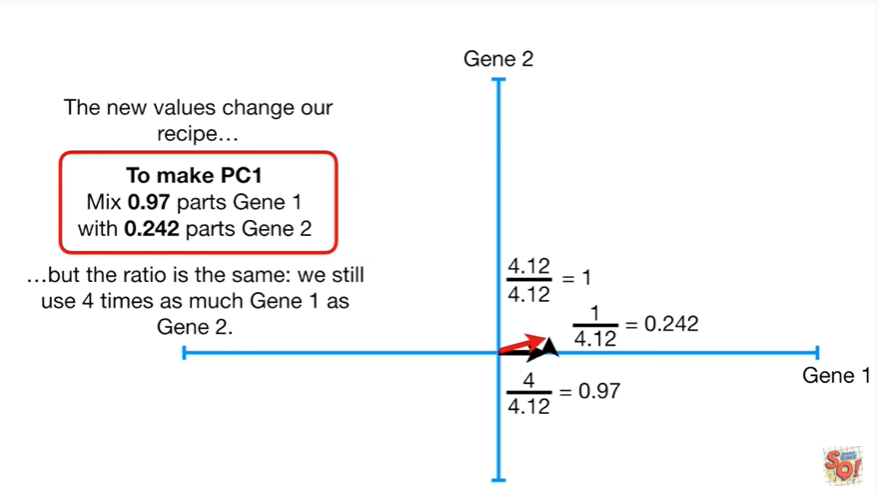 Gene 2
The new values change our
recipe...
To make PC1
Mix 0.97 parts Gene 1
with 0.242 parts Gene 2
...but the ratio is the same: we still
use 4 times as much Gene 1 as
Gene 2.
4.12
4.12
= 1
1
4.12
= 0.242
4
4.12
= 0.97
Gene 1
SQ!